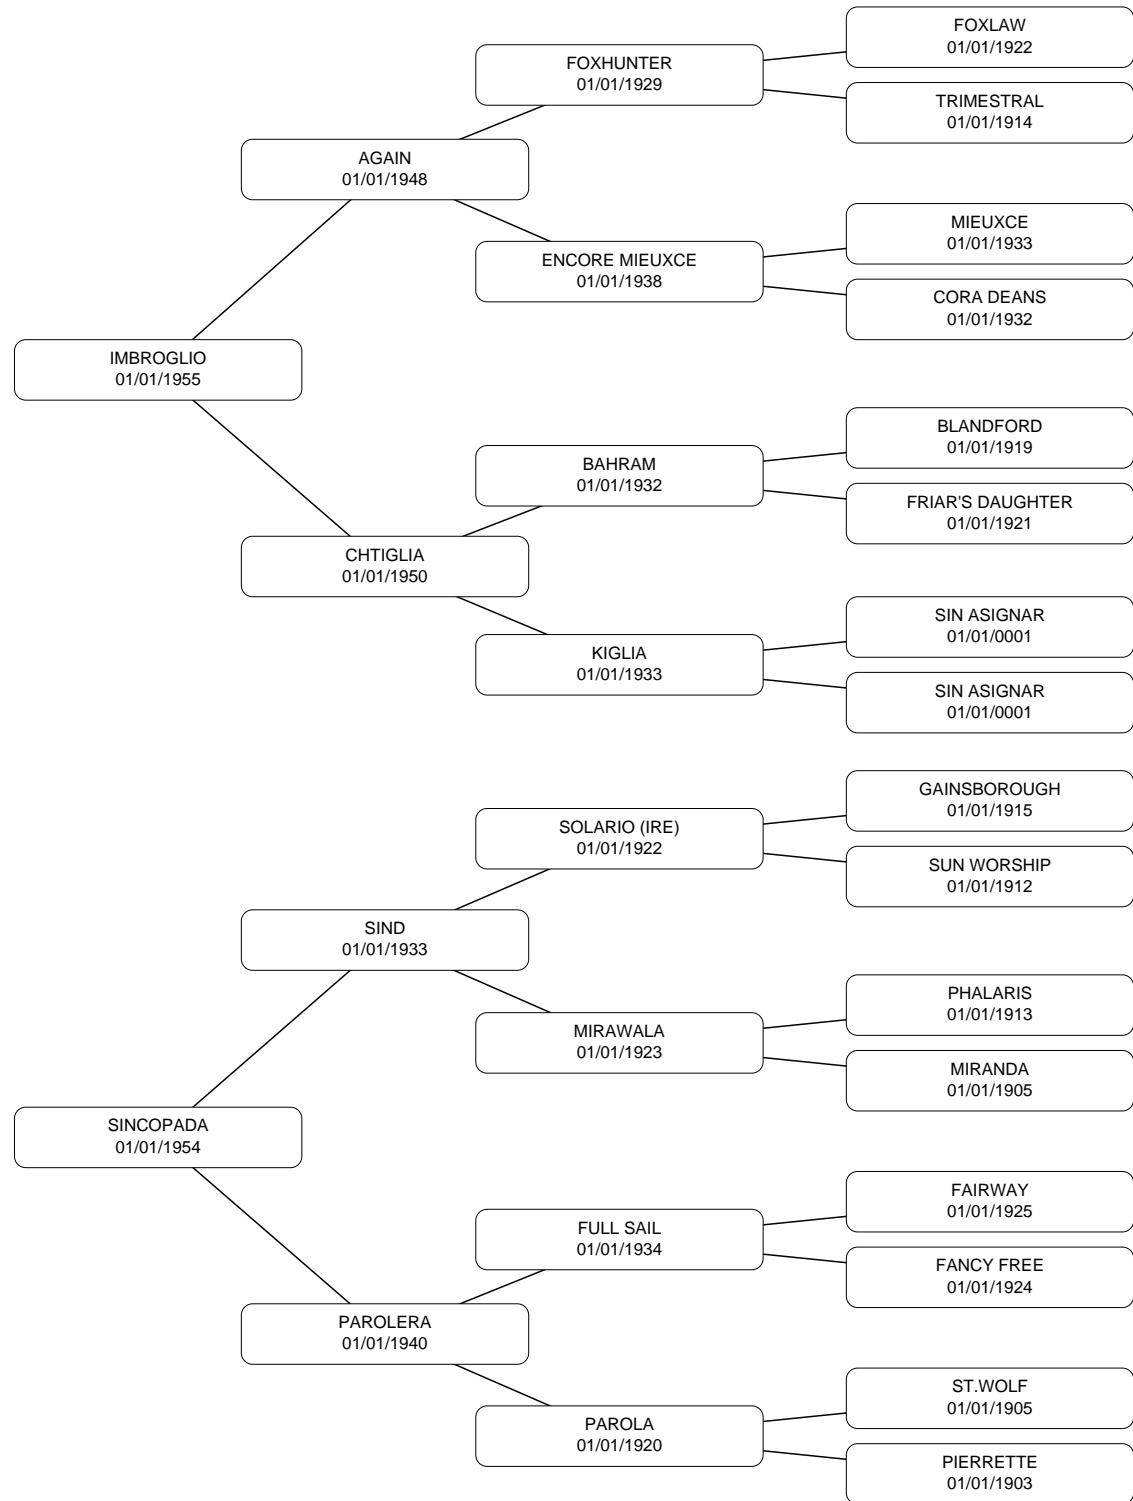 FOXLAW
01/01/1922
FOXHUNTER
01/01/1929
TRIMESTRAL
01/01/1914
AGAIN
01/01/1948
MIEUXCE
01/01/1933
ENCORE MIEUXCE
01/01/1938
CORA DEANS
01/01/1932
IMBROGLIO
01/01/1955
BLANDFORD
01/01/1919
BAHRAM
01/01/1932
FRIAR'S DAUGHTER
01/01/1921
CHTIGLIA
01/01/1950
SIN ASIGNAR
01/01/0001
KIGLIA
01/01/1933
SIN ASIGNAR
01/01/0001
GAINSBOROUGH
01/01/1915
SOLARIO (IRE)
01/01/1922
SUN WORSHIP
01/01/1912
SIND
01/01/1933
PHALARIS
01/01/1913
MIRAWALA
01/01/1923
MIRANDA
01/01/1905
SINCOPADA
01/01/1954
FAIRWAY
01/01/1925
FULL SAIL
01/01/1934
FANCY FREE
01/01/1924
PAROLERA
01/01/1940
ST.WOLF
01/01/1905
PAROLA
01/01/1920
PIERRETTE
01/01/1903